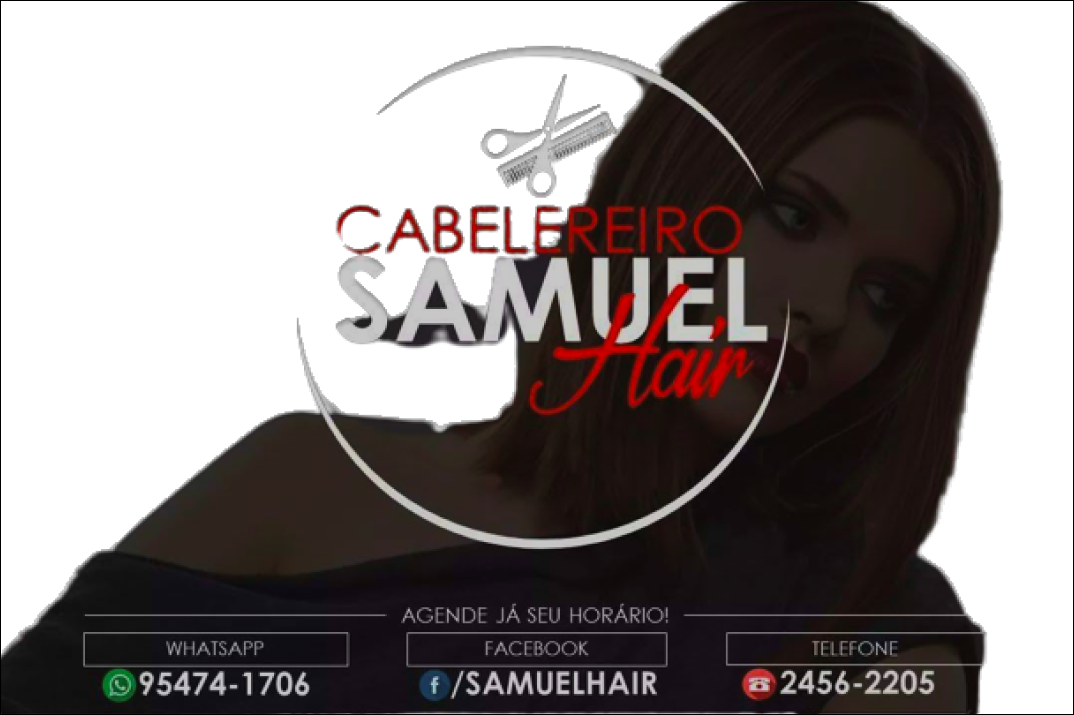 CABELEREIRO
SAMUEL
Hair
AGENDE JÁ SEU HORÁRIO!
WHATSAPP FACEBOOK TELEFONE
95474-1706 /SAMUELHAIR 2456-2205